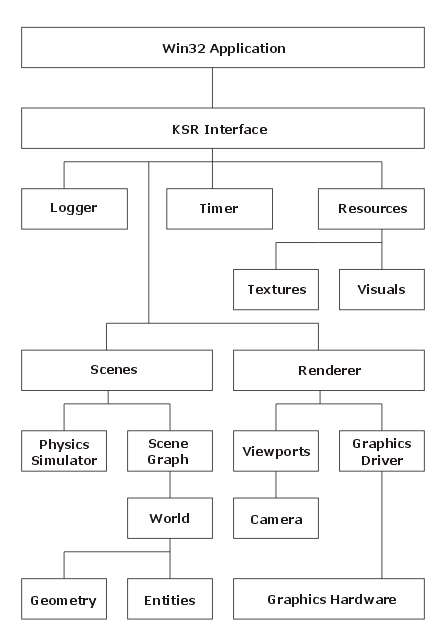 Win32 Application
KSR Interface
Logger
Timer
Resources
Textures
Visuals
Scenes
Renderer
Physics
Simulator
Scene
Graph
Viewports
Graphics
Driver
World
Camera
Geometry
Entities
Graphics Hardware